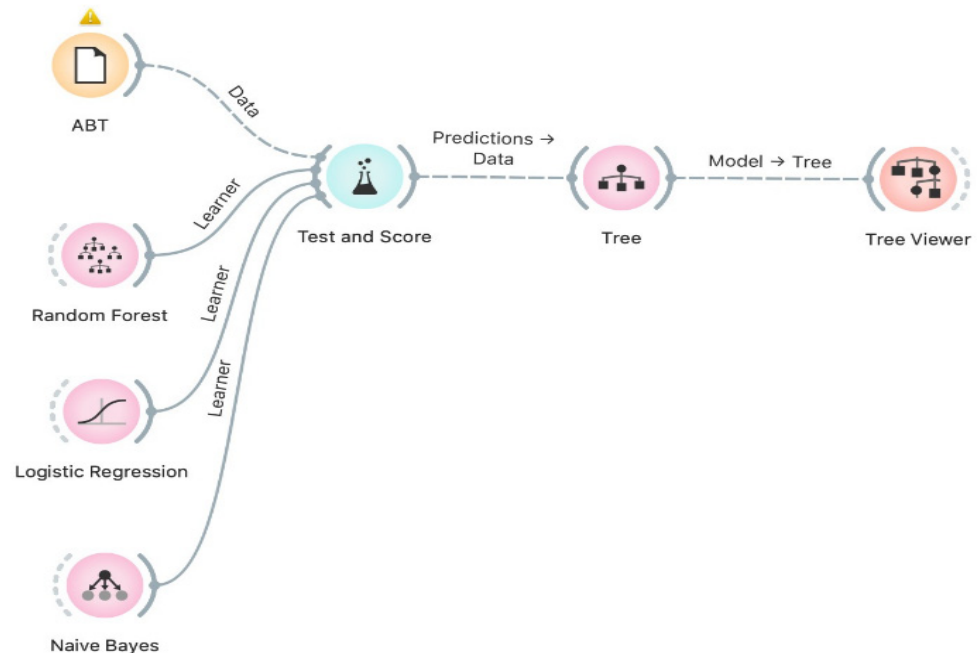 ABT
Data
Predictions →
Data
Model → Tree
Learner
Test and Score
Tree
Tree Viewer
Random Forest
Learner
Learner
Logistic Regression
Naive Bayes